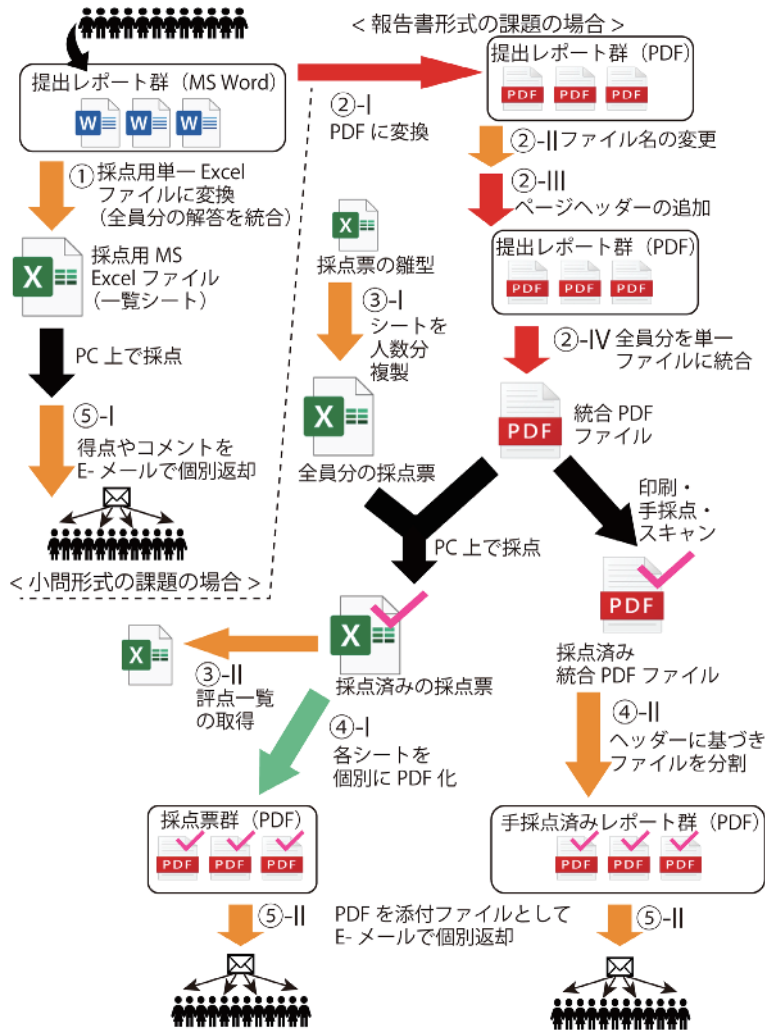 < 報告書形式の課題の場合 >
提出レポート群（MS Word）
W W W
提出レポート群（PDF）
PDF PDF PDF
②-I
PDF に変換
②-IIファイル名の変更
①採点用単一 Excel
ファイルに変換
（全員分の解答を統合）
②-III
ページヘッダーの追加
X
採点用 MS
Excel ファイル
（一覧シート）
X
採点票の雛型
提出レポート群（PDF）
PDF PDF PDF
③-I
シートを
人数分
複製
②-IV 全員分を単一
ファイルに統合
PC 上で採点
X
全員分の採点票
PDF
統合 PDF
ファイル
⑤-I
得点やコメントを
E- メールで個別返却
印刷・
手採点・
スキャン
PC 上で採点
< 小問形式の課題の場合 >
X
採点済みの採点票
PDF
採点済み
統合 PDF ファイル
X
③-II
評点一覧
の取得
④-I
各シートを
個別に PDF 化
④-II
ヘッダーに基づき
ファイルを分割
採点票群（PDF）
PDF PDF PDF
手採点済みレポート群（PDF）
PDF PDF PDF
⑤-II
PDF を添付ファイルとして
E- メールで個別返却
⑤-II